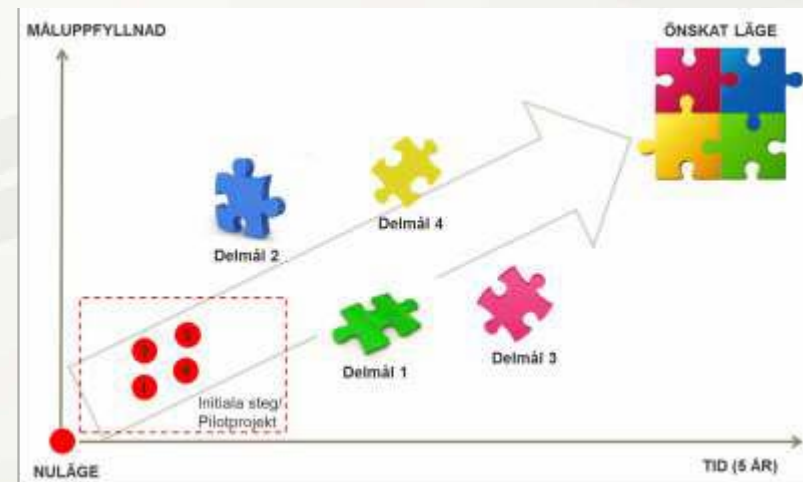 MÅLUPPFYLLNAD
ÖNSKAT LÄGE
Delmål 2
Delmål 4
Delmål 1
Delmål 3
Initiala steg/
Pilotprojekt
NULÄGE
TID (5 ÅR)